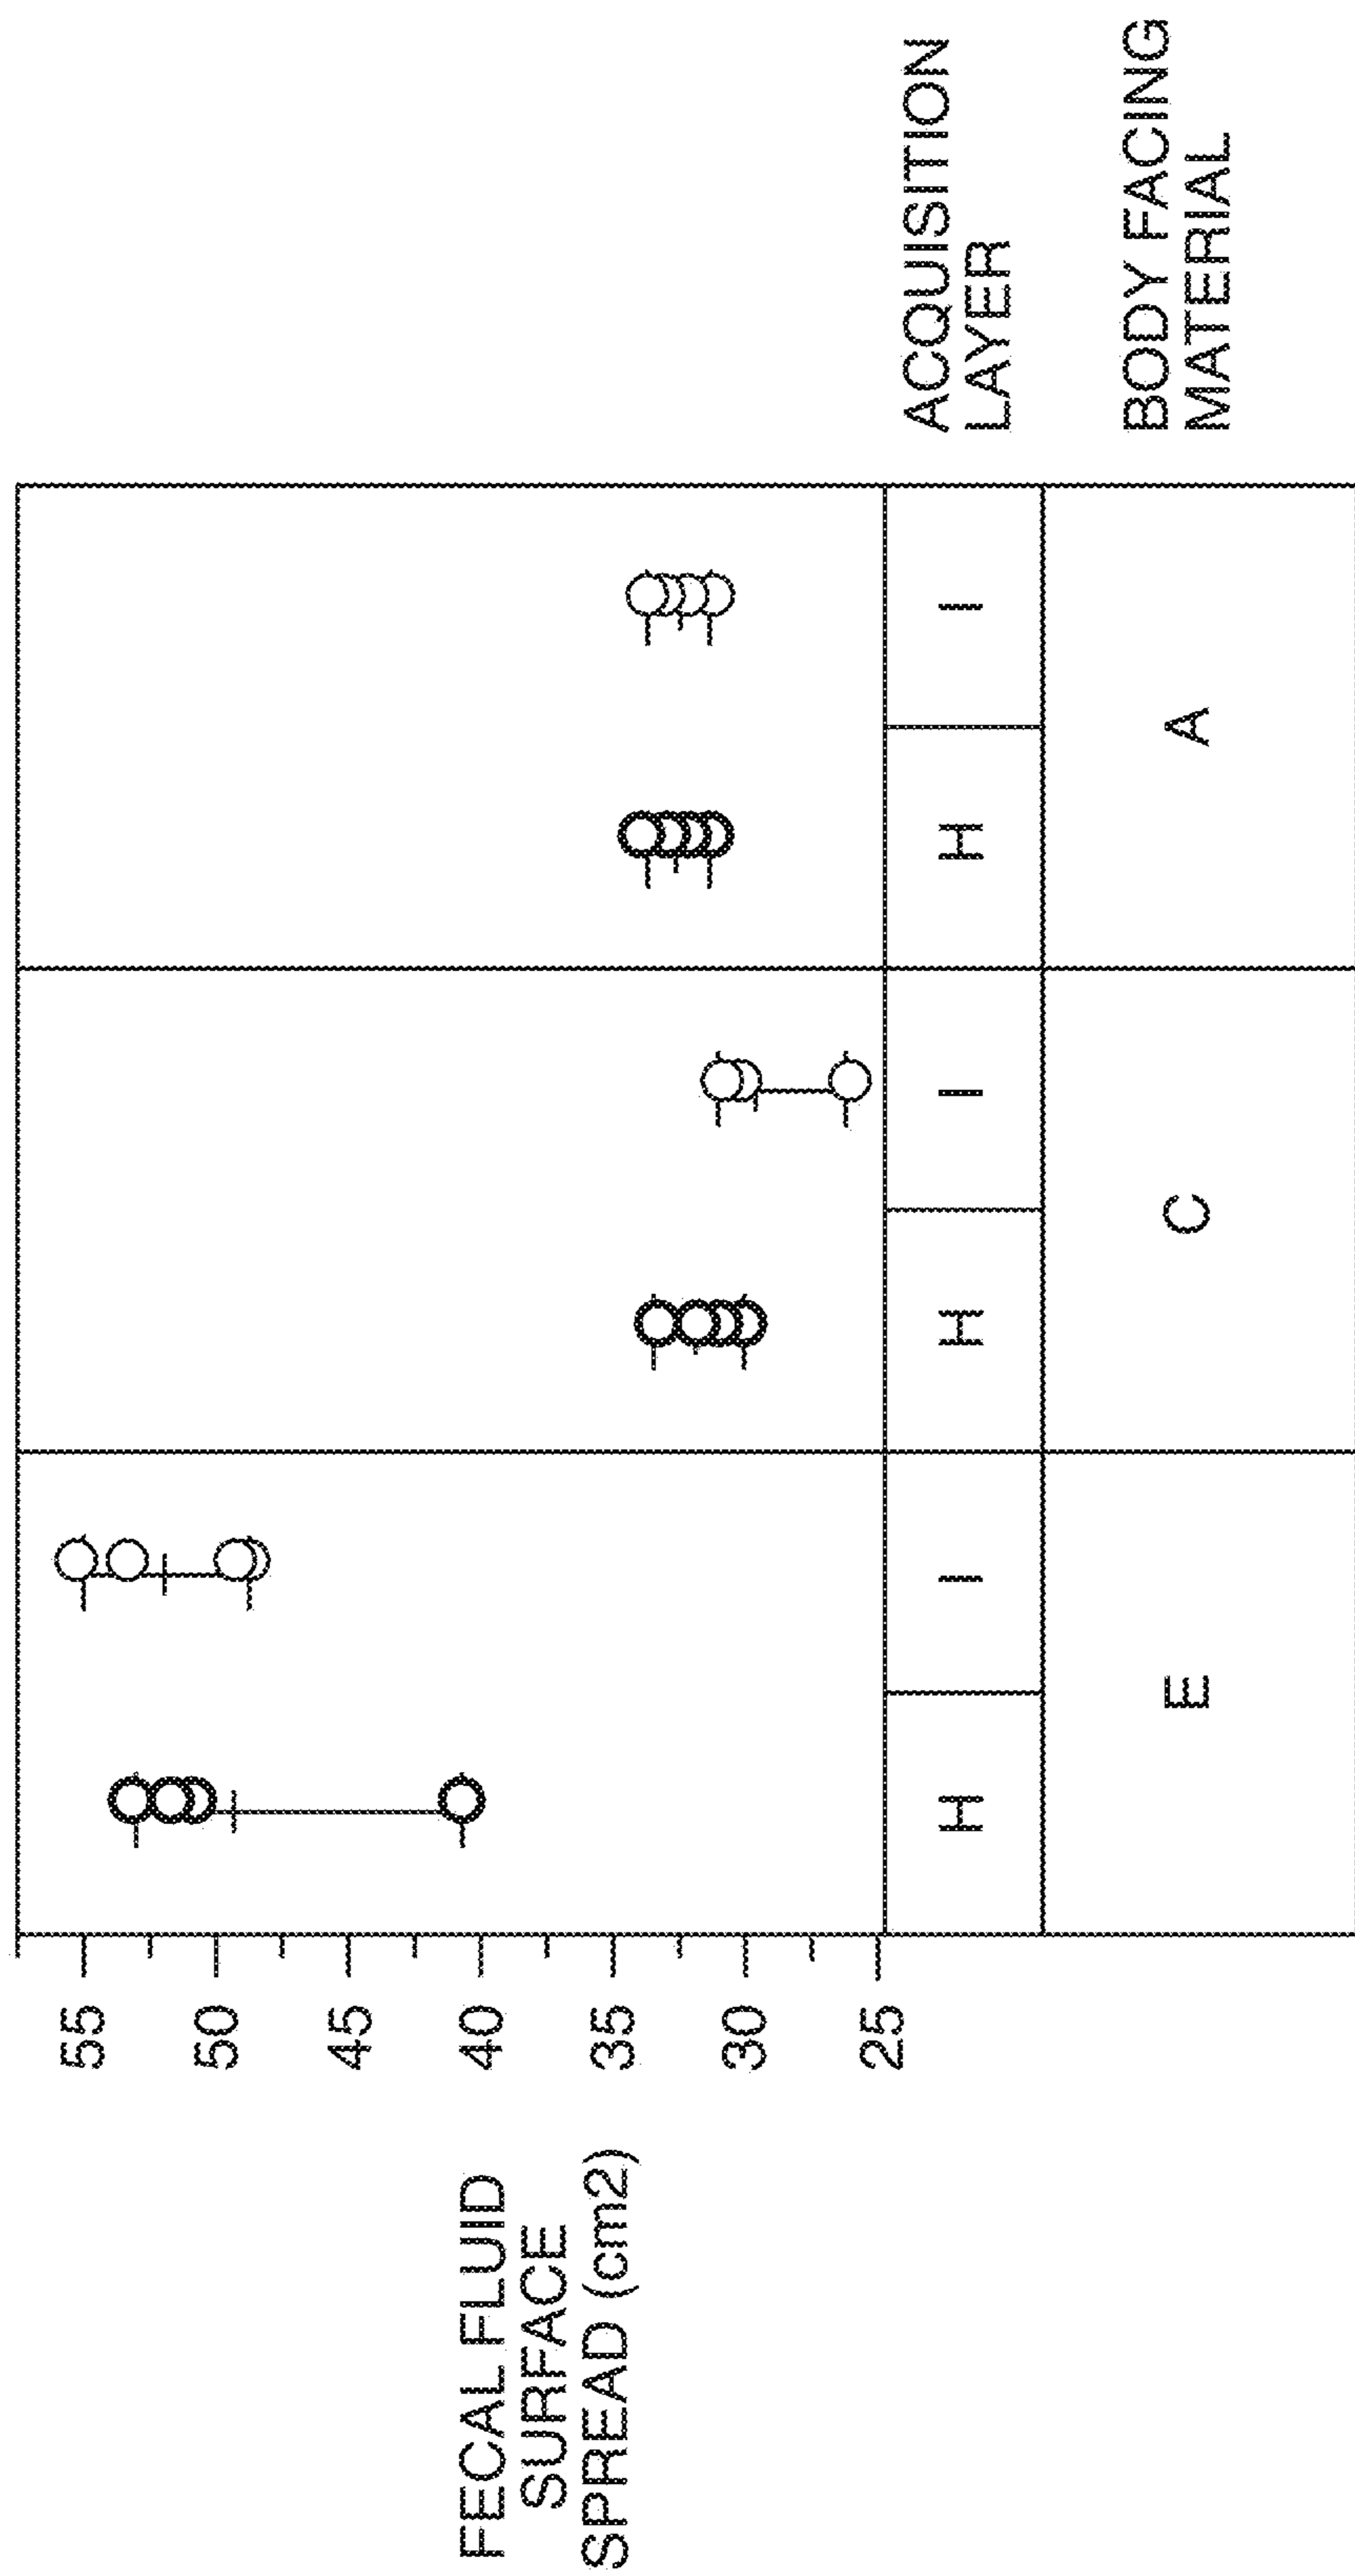 FECAL FLUID
SURFACE
SPREAD (cm2)
55
50
45
40
35
30
25
H I H I H I
ACQUISITION
LAYER
E C A
BODY FACING
MATERIAL